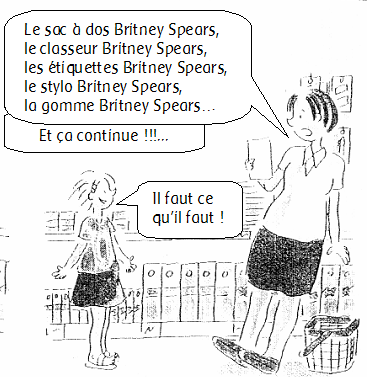 Le sac à dos Britney Spears,
le classeur Britney Spears,
les étiquettes Britney Spears,
le stylo Britney Spears,
la gomme Britney Spears...
Et ça continue !!!...
Il faut ce
qu'il faut !